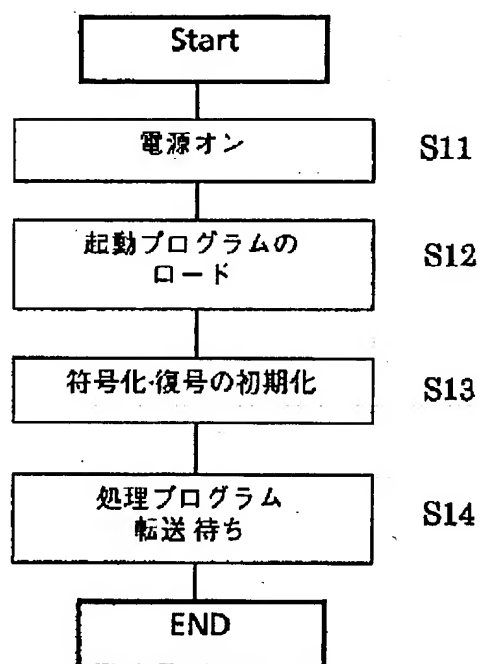 Start
電源オン S11
起動プログラムの
ロード S12
符号化・復号の初期化 S13
処理プログラム
転送待ち S14
END